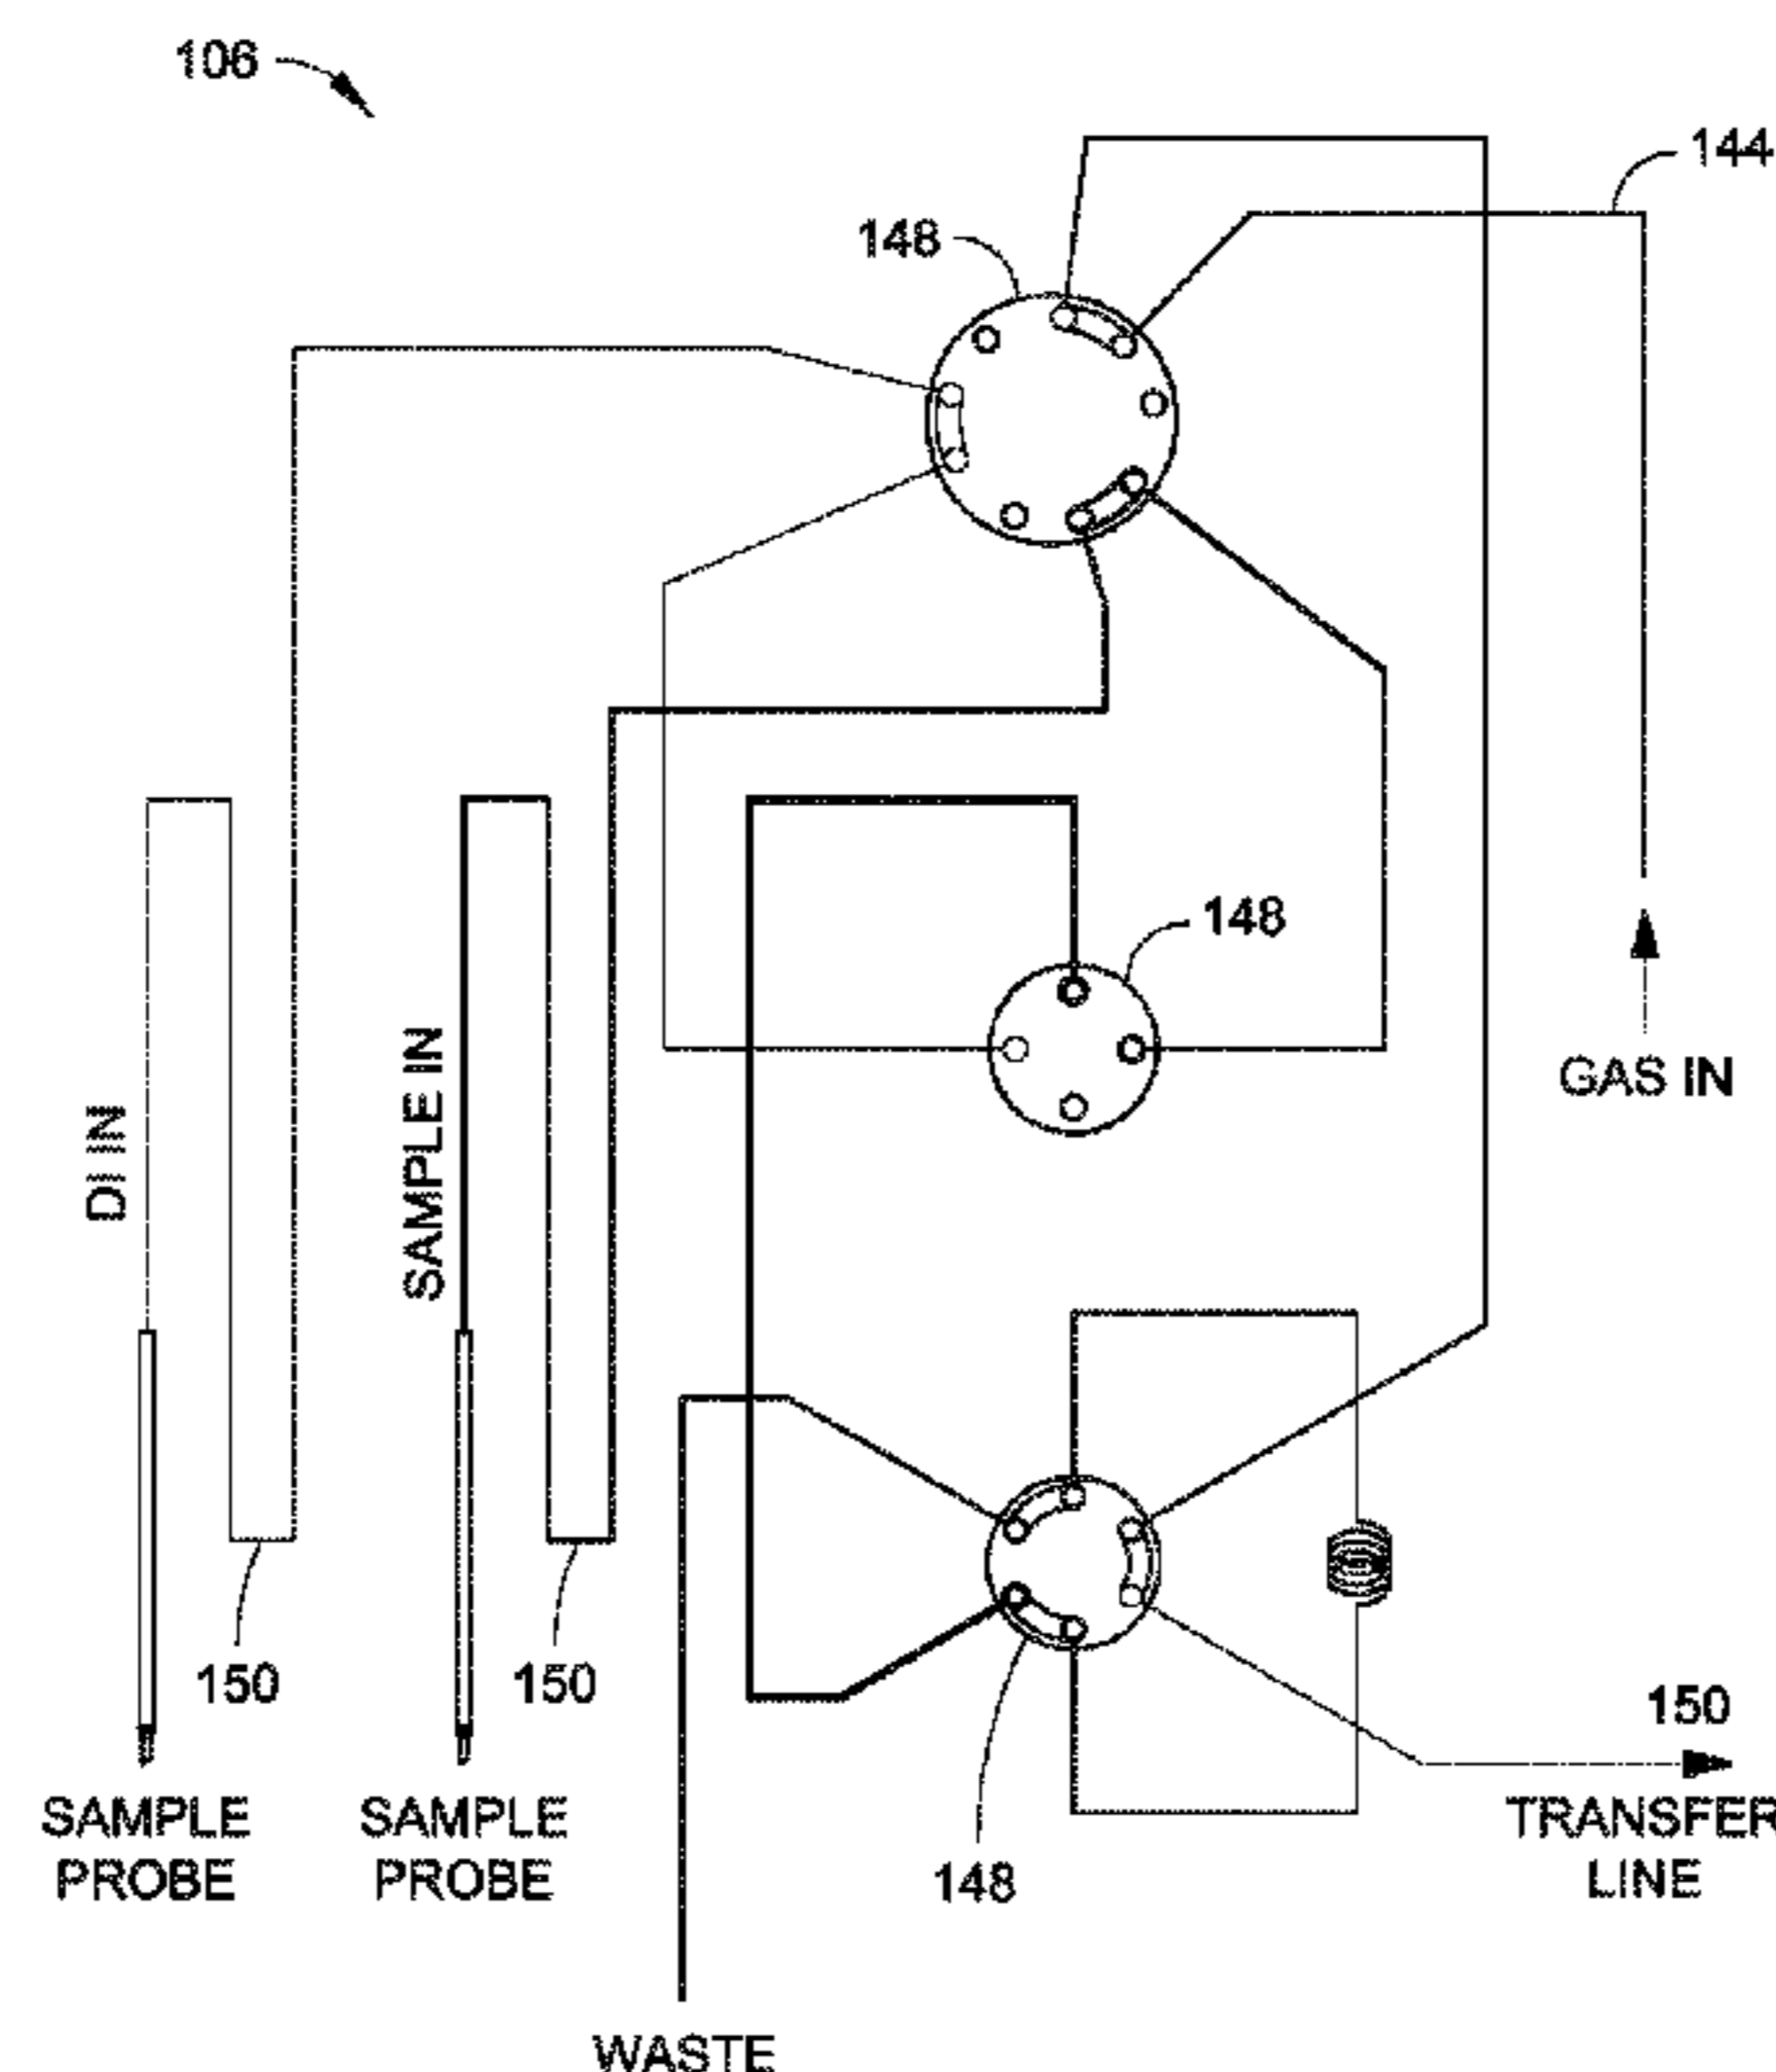 106
144
148
148
GAS IN
DI IN
SAMPLE IN
150
150
150
TRANSFER
LINE
SAMPLE
PROBE
SAMPLE
PROBE
148
WASTE